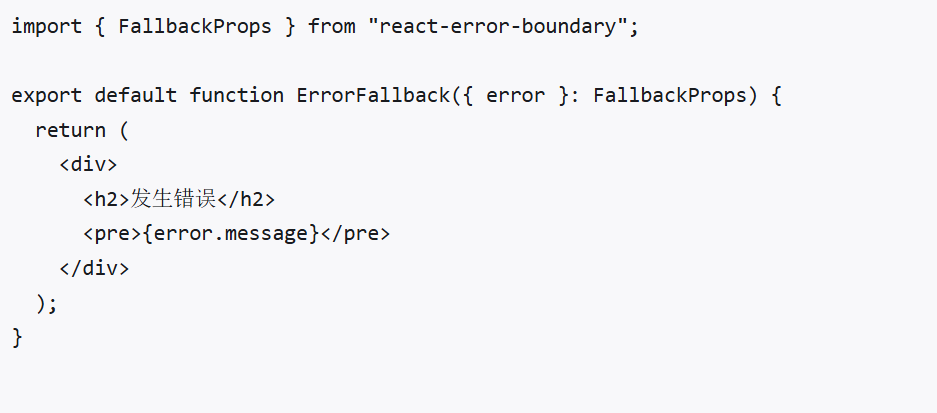 import { FallbackProps } from "react-error-boundary";
export default function ErrorFallback({ error }: FallbackProps) {
return (
<div>
<h2>发生错误</h2>
<pre>{error.message}</pre>
</div>
);
}